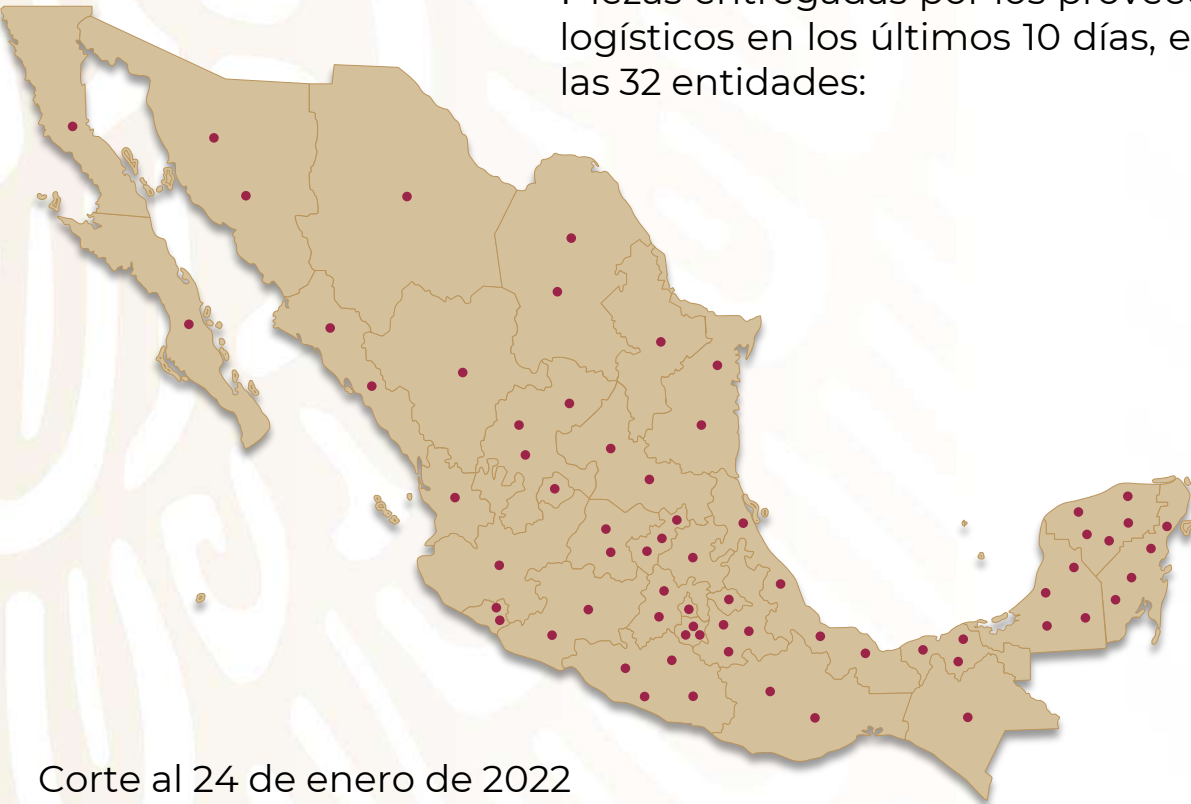 logísticos en los últimos 10 días, e
las 32 entidades:
Corte al 24 de enero de 2022